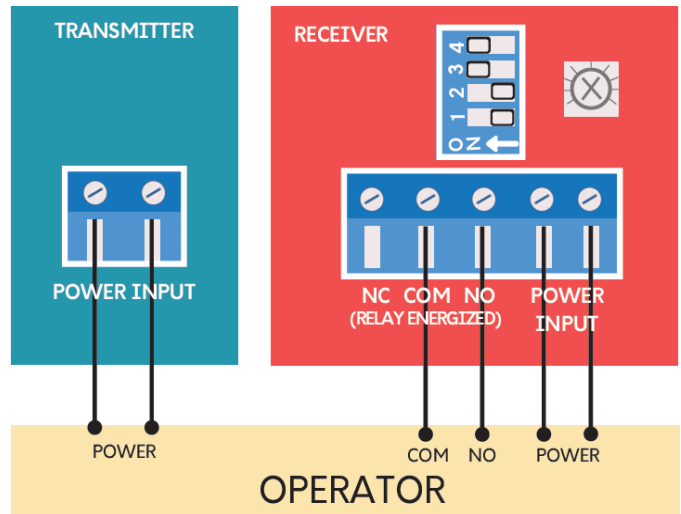 TRANSMITTER
POWER INPUT
POWER
RECEIVER
4
3
2
1
ON
NC COM NO
(RELAY ENERGIZED)
POWER
INPUT
COM NO POWER
OPERATOR